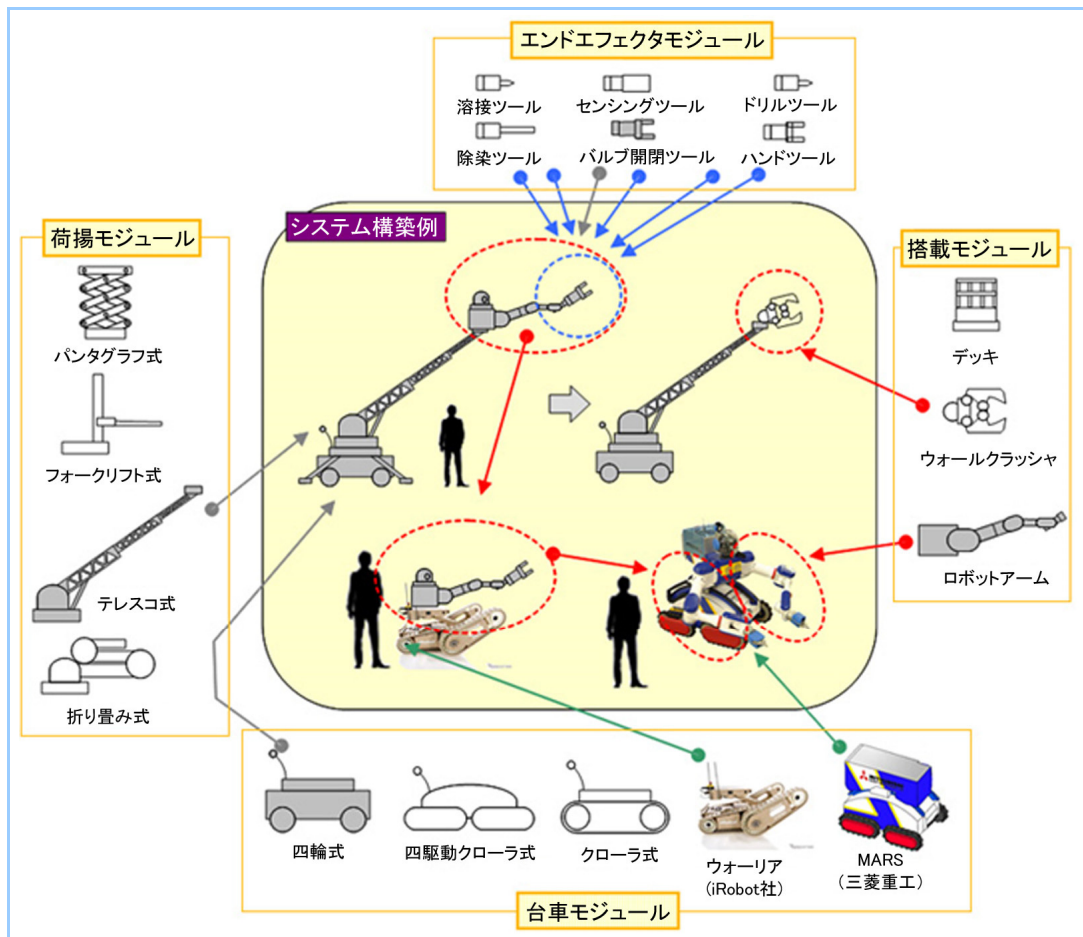 エンドエフェクタモジュール
溶接ツール
センシングツール
ドリルツール
除染ツール
バルブ開閉ツール
ハンドツール
システム構築例
荷揚モジュール
パンタグラフ式
フォークリフト式
テレスコ式
折り畳み式
搭載モジュール
デッキ
ウォールクラッシャ
ロボットアーム
四輪式
四駆動クローラ式
クローラ式
ウォーリア
（iRobot社）
MARS
（三菱重工）
台車モジュール